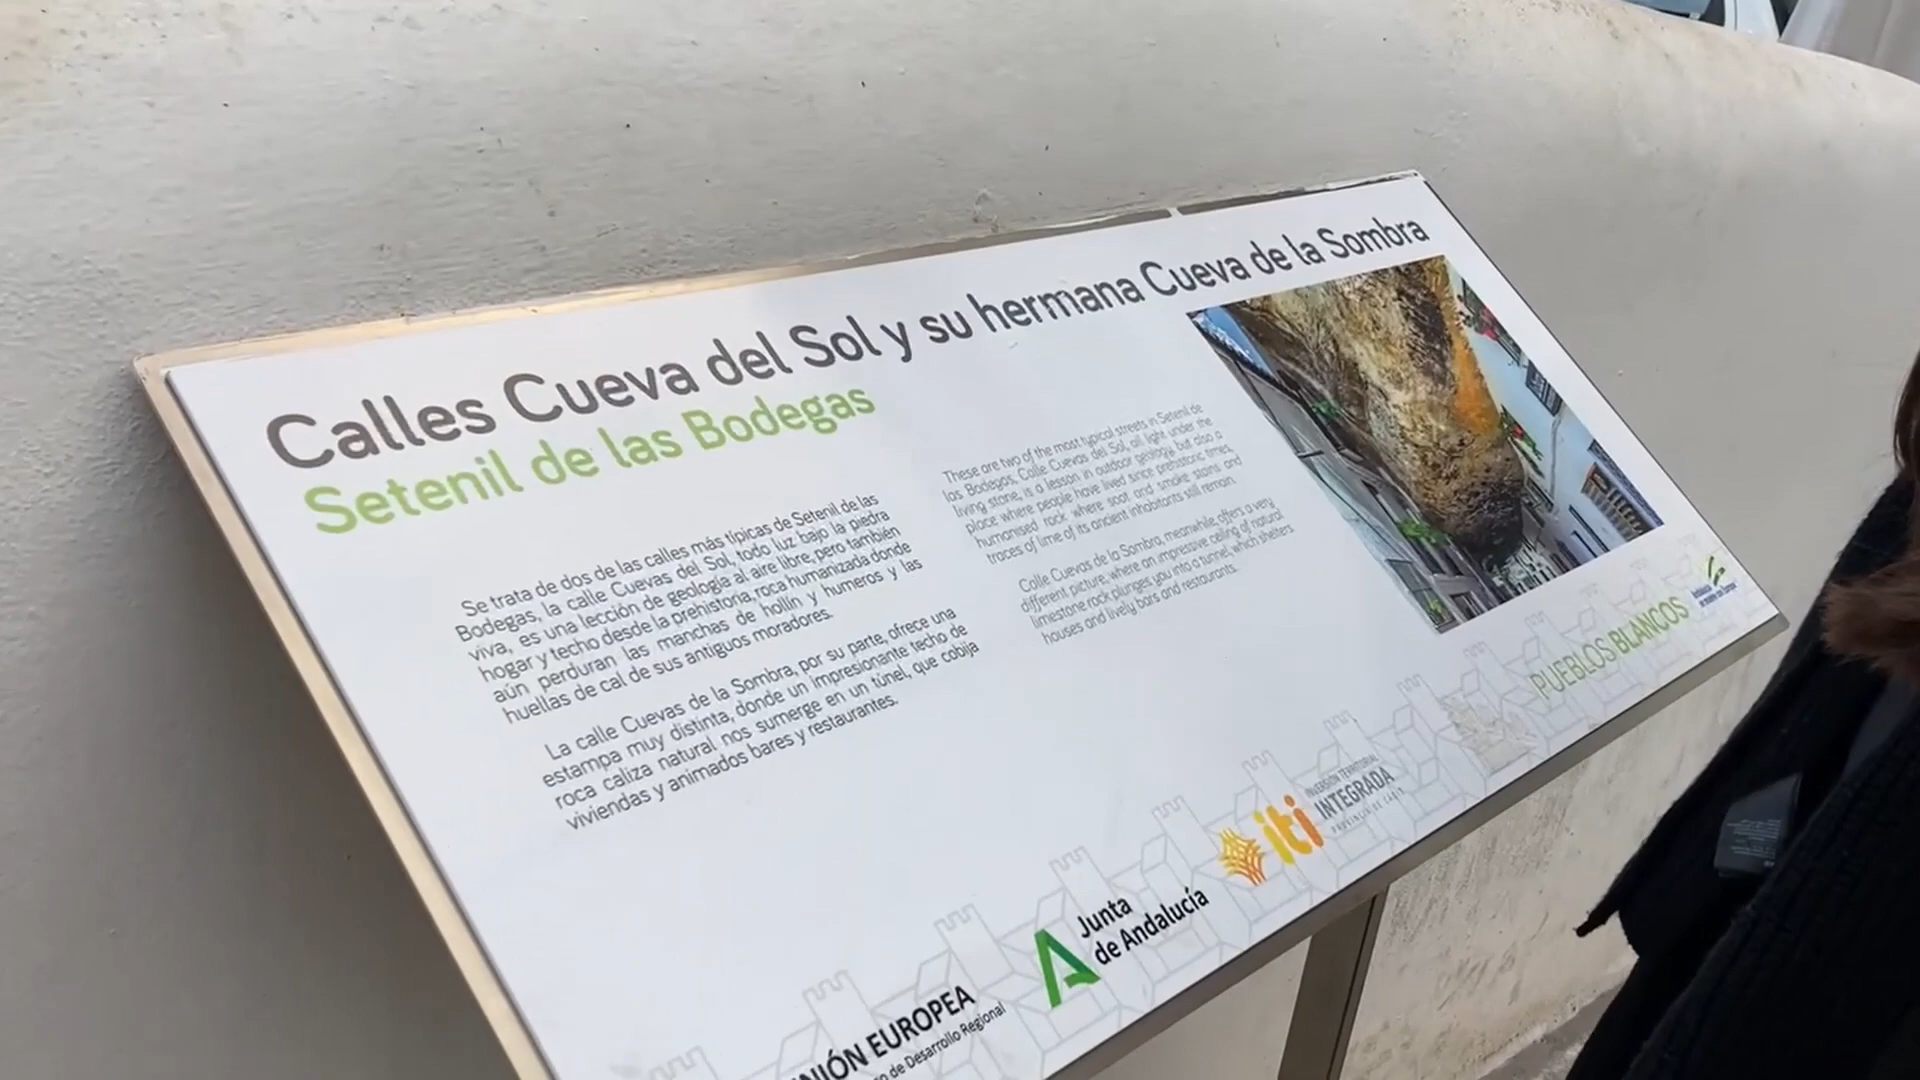 Calles Cueva del Sol y su hermana Cueva de la Sombra
Setenil de las Bodegas
Se trata de dos de las calles más típicas de Setenil de las
Bodegas, la calle Cuevas del Sol, todo luz bajo la piedra
viva, es una lección de geología al aire libre, pero también
hogar y techo desde la prehistoria, roca humanizada donde
aún perduran las manchas de hollín y humeros y las
huellas de cal de sus antiguos moradores.
La calle Cuevas de la Sombra, por su parte, ofrece una
estampa muy distinta, donde un impresionante techo de
roca caliza natural nos sumerge en un túnel, que cobija
viviendas y animados bares y restaurantes.
These are two of the most typical streets in Setenil de
las Bodegas, Calle Cuevas del Sol, all light under the
living stone, is a lesson in outdoor geology, but also a
place where people have lived since prehistoric times,
humanised rock where soot and smoke stains and
traces of lime of its ancient inhabitants still remain.
Calle Cuevas de la Sombra, meanwhile, offers a very
different picture, where an impressive ceiling of natural
limestone rock plunges you into a tunnel, which shelters
houses and lively bars and restaurants.
PUEBLOS BLANCOS
INVERSIÓN TERRITORIAL
iti INTEGRADA
PROVINCIA DE CÁDIZ
Junta
de Andalucía
NIÓN EUROPEA
de Desarrollo Regional